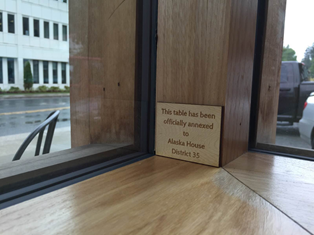 This table has been
officially annexed
to
Alaska House
District 35